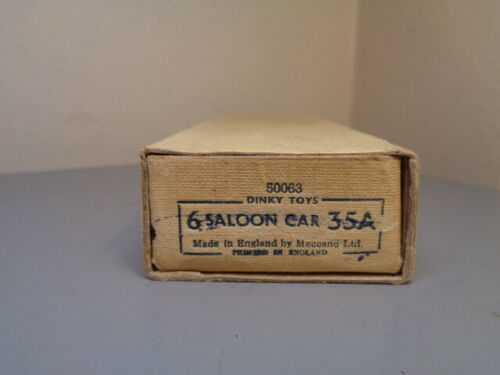 50063
DINKY TOYS
6 SALOON CAR 35A
Made in England by Meccano Ltd.
PRINTED IN ENGLAND